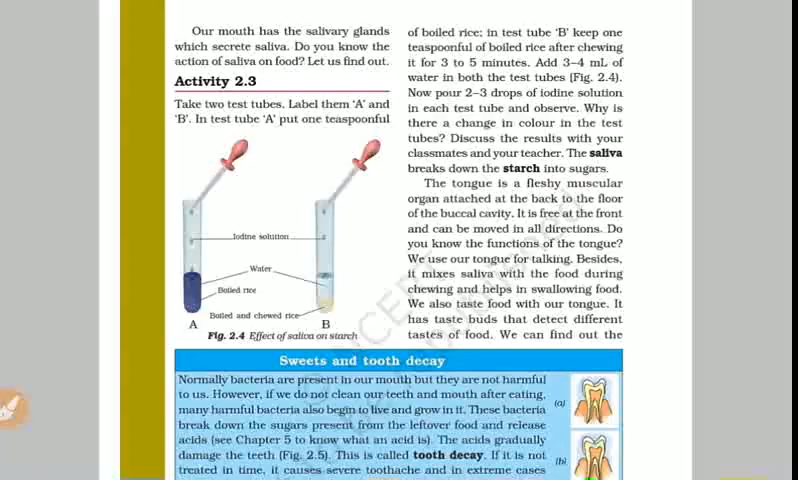 Our mouth has the salivary glands
which secrete saliva. Do you know the
action of saliva on food? Let us find out.
Activity 2.3
Take two test tubes. Label them ‘A’ and
‘B’. In test tube ‘A’ put one teaspoonful
Iodine solution
Water
Boiled rice
Boiled and chewed rice
A
B
Fig. 2.4 Effect of saliva on starch
of boiled rice; in test tube ‘B’ keep one
teaspoonful of boiled rice after chewing
it for 3 to 5 minutes. Add 3–4 mL of
water in both the test tubes (Fig. 2.4).
Now pour 2–3 drops of iodine solution
in each test tube and observe. Why is
there a change in colour in the test
tubes? Discuss the results with your
classmates and your teacher. The saliva
breaks down the starch into sugars.
The tongue is a fleshy muscular
organ attached at the back to the floor
of the buccal cavity. It is free at the front
and can be moved in all directions. Do
you know the functions of the tongue?
We use our tongue for talking. Besides,
it mixes saliva with the food during
chewing and helps in swallowing food.
We also taste food with our tongue. It
has taste buds that detect different
tastes of food. We can find out the
Sweets and tooth decay
Normally bacteria are present in our mouth but they are not harmful
to us. However, if we do not clean our teeth and mouth after eating,
many harmful bacteria also begin to live and grow in it. These bacteria
break down the sugars present from the leftover food and release
acids (see Chapter 5 to know what an acid is). The acids gradually
damage the teeth (Fig. 2.5). This is called tooth decay. If it is not
treated in time, it causes severe toothache and in extreme cases
(a)
(b)